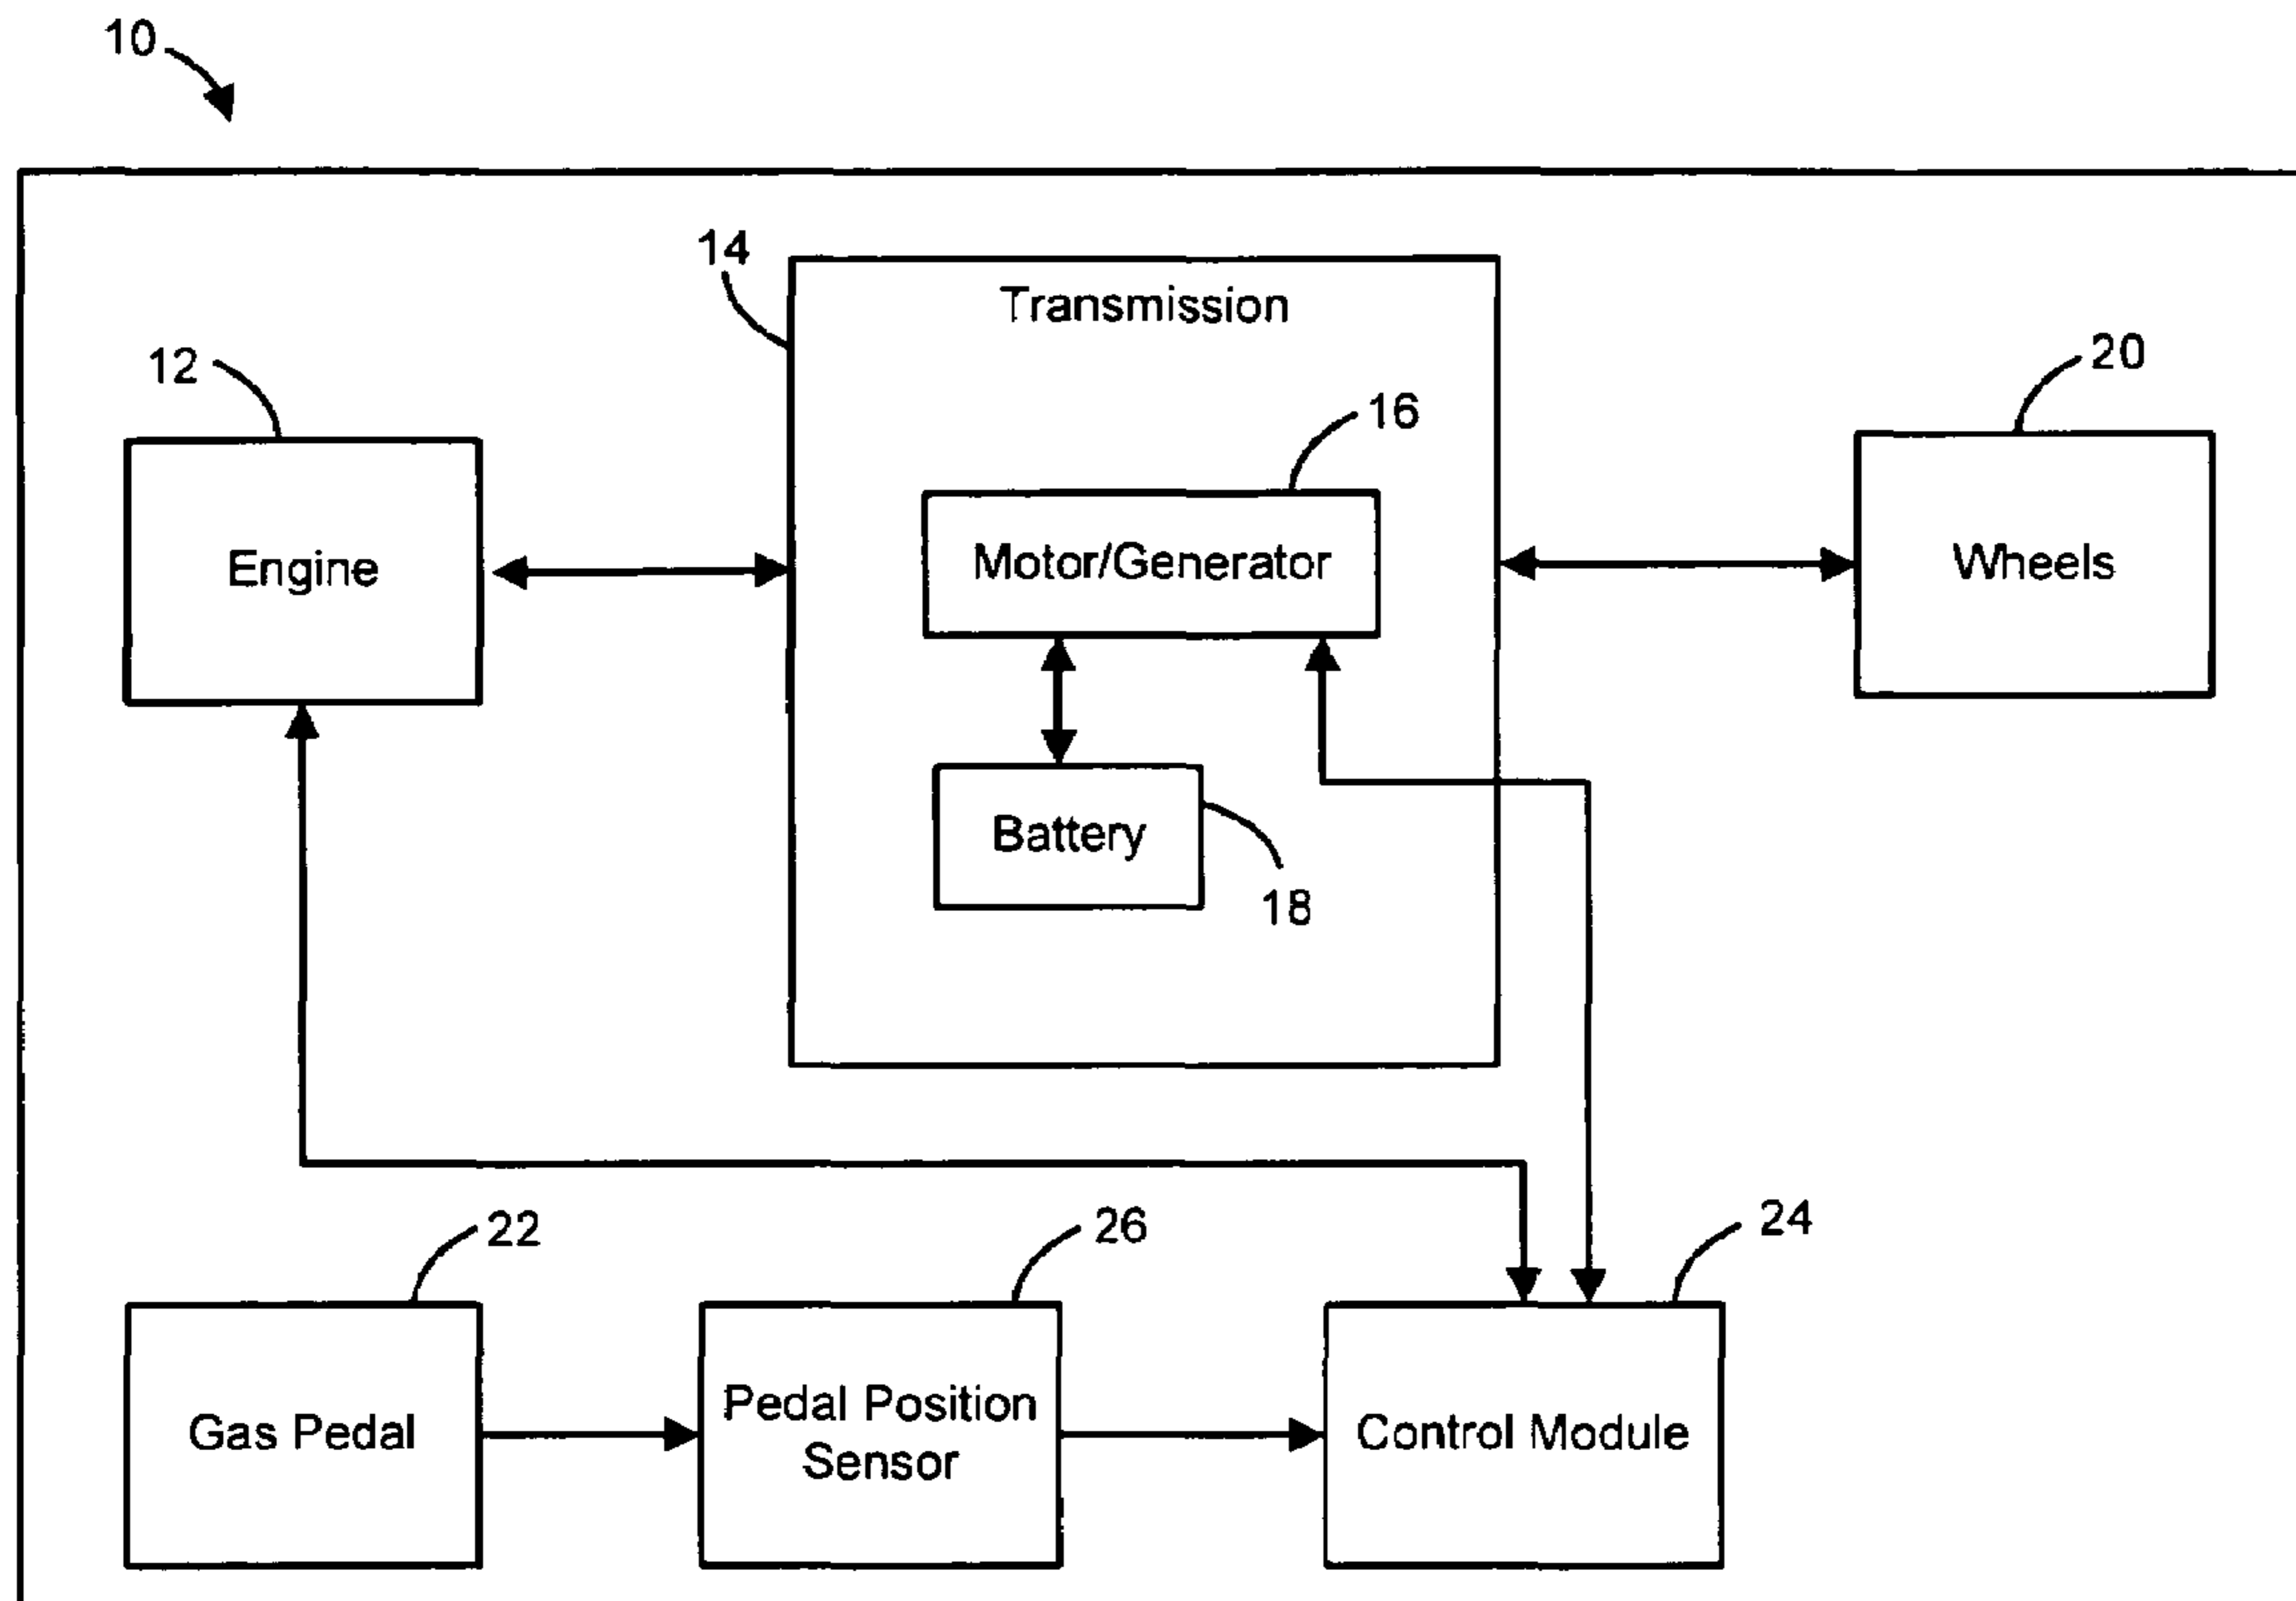 10
14
Transmission
12
20
16
Engine
Motor/Generator
Wheels
Battery
18
22
26
24
Gas Pedal
Pedal Position
Sensor
Control Module